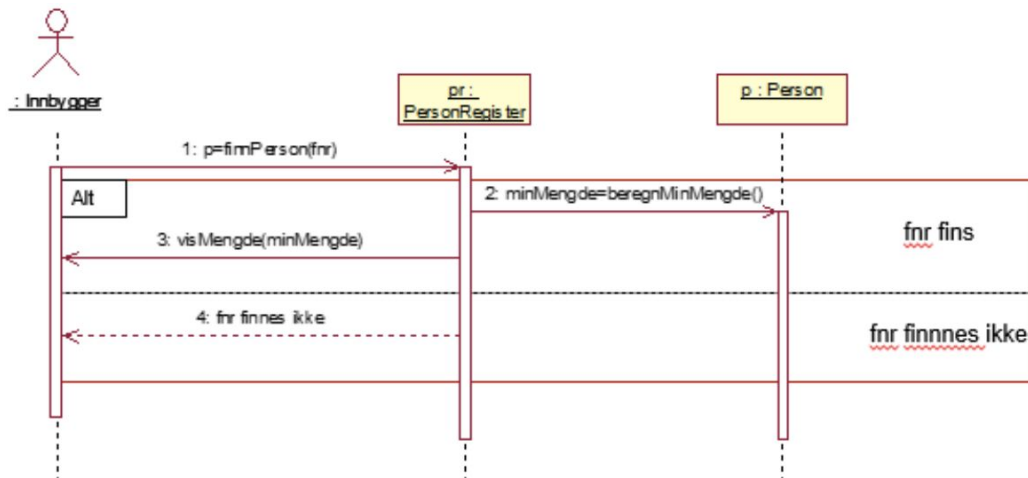 : Innbygger
pr :
PersonRegister
p : Person
1: p=finnPerson(fnr)
Alt
2: minMengde=beregnMinMengde()
fnr fins
3: visMengde(minMengde)
4: fnr finnes ikke
fnr finnnes ikke